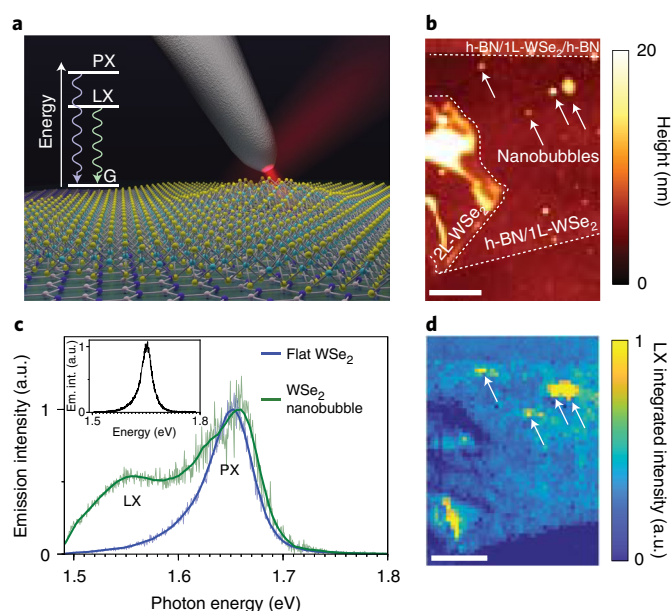 a
PX
LX
Energy
G
b
h-BN/1L-WSe₂/h-BN
Nanobubbles
2L-WSe₂
h-BN/1L-WSe₂
20
Height (nm)
0
c
Emission intensity (a.u.)
1
0
1.5 1.6 1.7 1.8
Photon energy (eV)
Flat WSe₂
WSe₂
nanobubble
LX
PX
Em. int. (a.u.)
1
0
1.5 1.8
Energy (eV)
d
1
LX integrated intensity (a.u.)
0